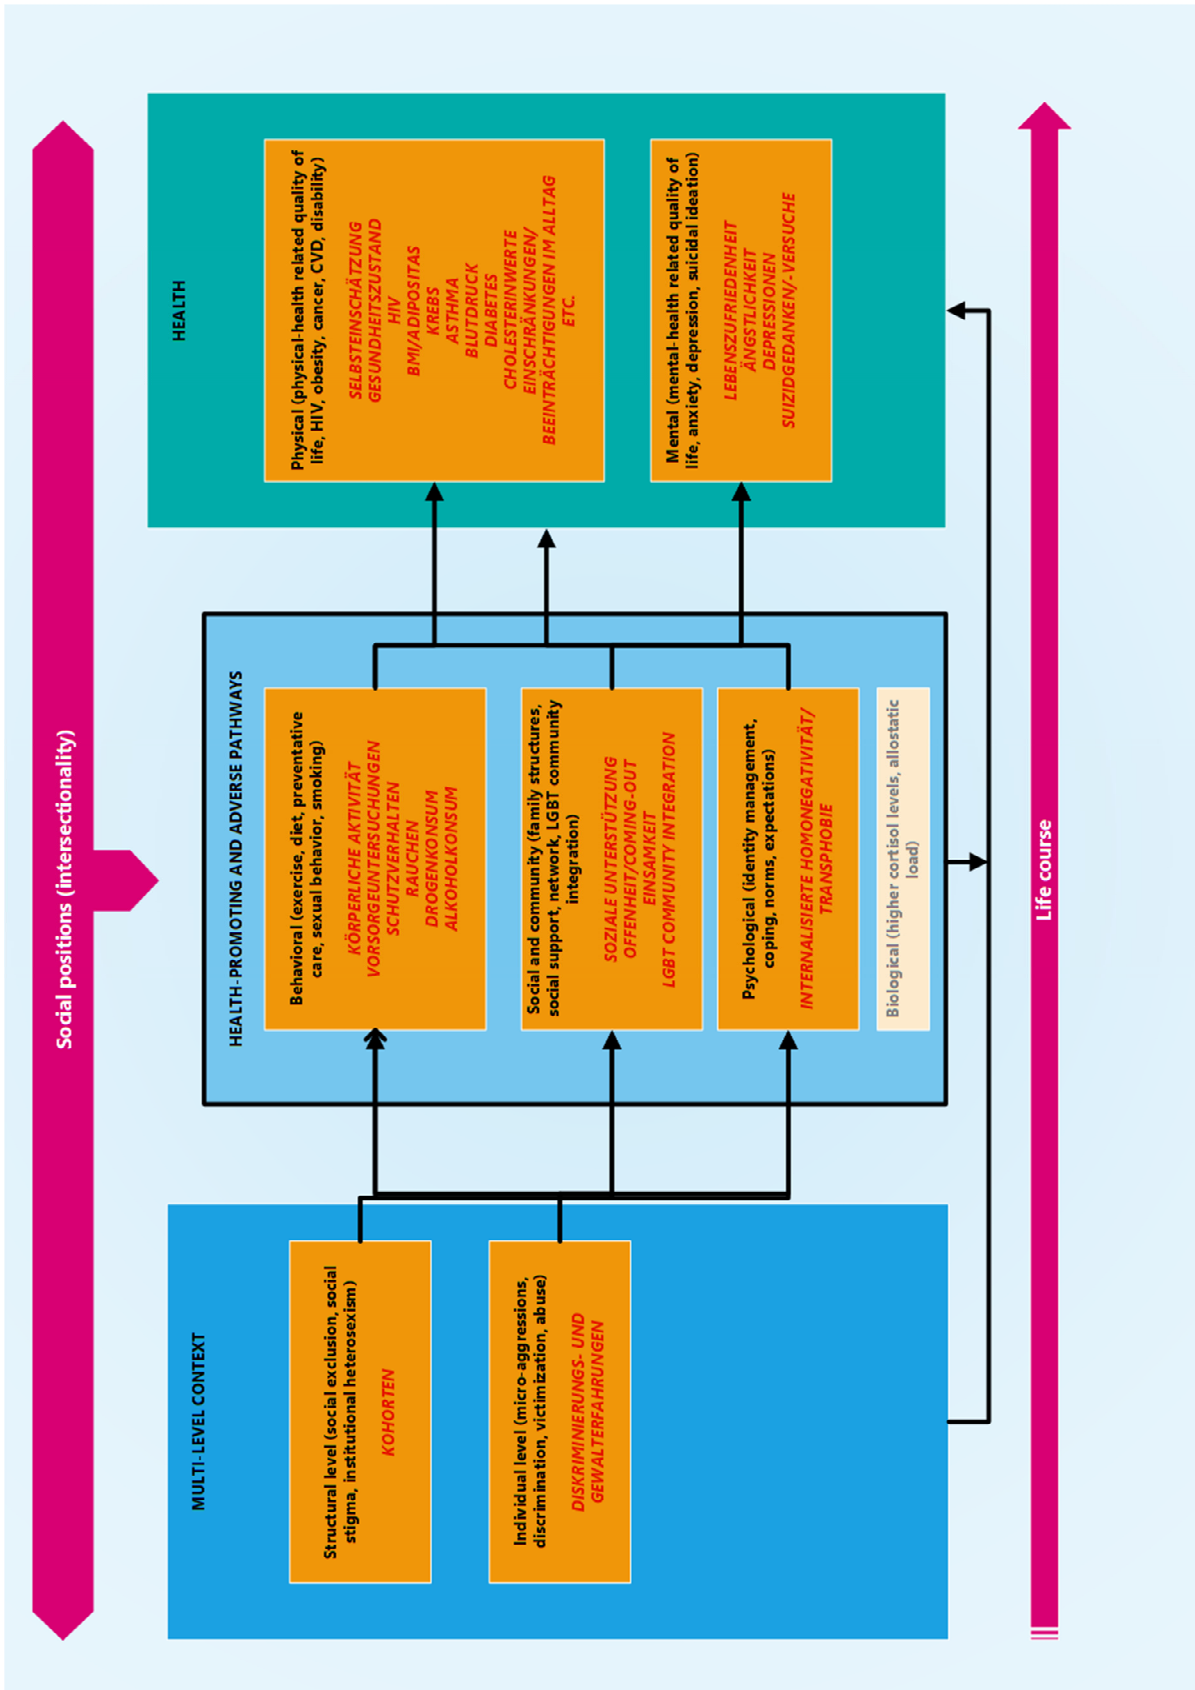 Social positions (intersectionality)
MULTI-LEVEL CONTEXT
Structural level (social exclusion, social
stigma, institutional heterosexism)
KOHORTEN
Individual level (micro-aggressions,
discrimination, victimization, abuse)
DISKRIMINIERUNGS- UND
GEWALTERFAHRUNGEN
HEALTH-PROMOTING AND ADVERSE PATHWAYS
Behavioral (exercise, diet, preventative
care, sexual behavior, smoking)
KÖRPERLICHE AKTIVITÄT
VORSORGEUNTERSUCHUNGEN
SCHUTZVERHALTEN
RAUCHEN
DROGENKONSUM
ALKOHOLKONSUM
Social and community (family structures,
social support, network, LGBT community
integration)
SOZIALE UNTERSTÜTZUNG
OFFENHEIT/COMING-OUT
EINSAMKEIT
LGBT COMMUNITY INTEGRATION
Psychological (identity management,
coping, norms, expectations)
INTERNALISIERTE HOMONEGATIVITÄT/
TRANSPHOBIE
Biological (higher cortisol levels, allostatic
load)
HEALTH
Physical (physical-health related quality of
life, HIV, obesity, cancer, CVD, disability)
SELBSTEINSCHÄTZUNG
GESUNDHEITSZUSTAND
HIV
BMI/ADIPOSITAS
KREBS
ASTHMA
BLUTDRUCK
DIABETES
CHOLESTERINWERTE
EINSCHRÄNKUNGEN/
BEEINTRÄCHTIGUNGEN IM ALLTAG
ETC.
Mental (mental-health related quality of
life, anxiety, depression, suicidal ideation)
LEBENSZUFRIEDENHEIT
ÄNGSTLICHKEIT
DEPRESSIONEN
SUIZIDGEDANKEN/-VERSUCHE
Life course